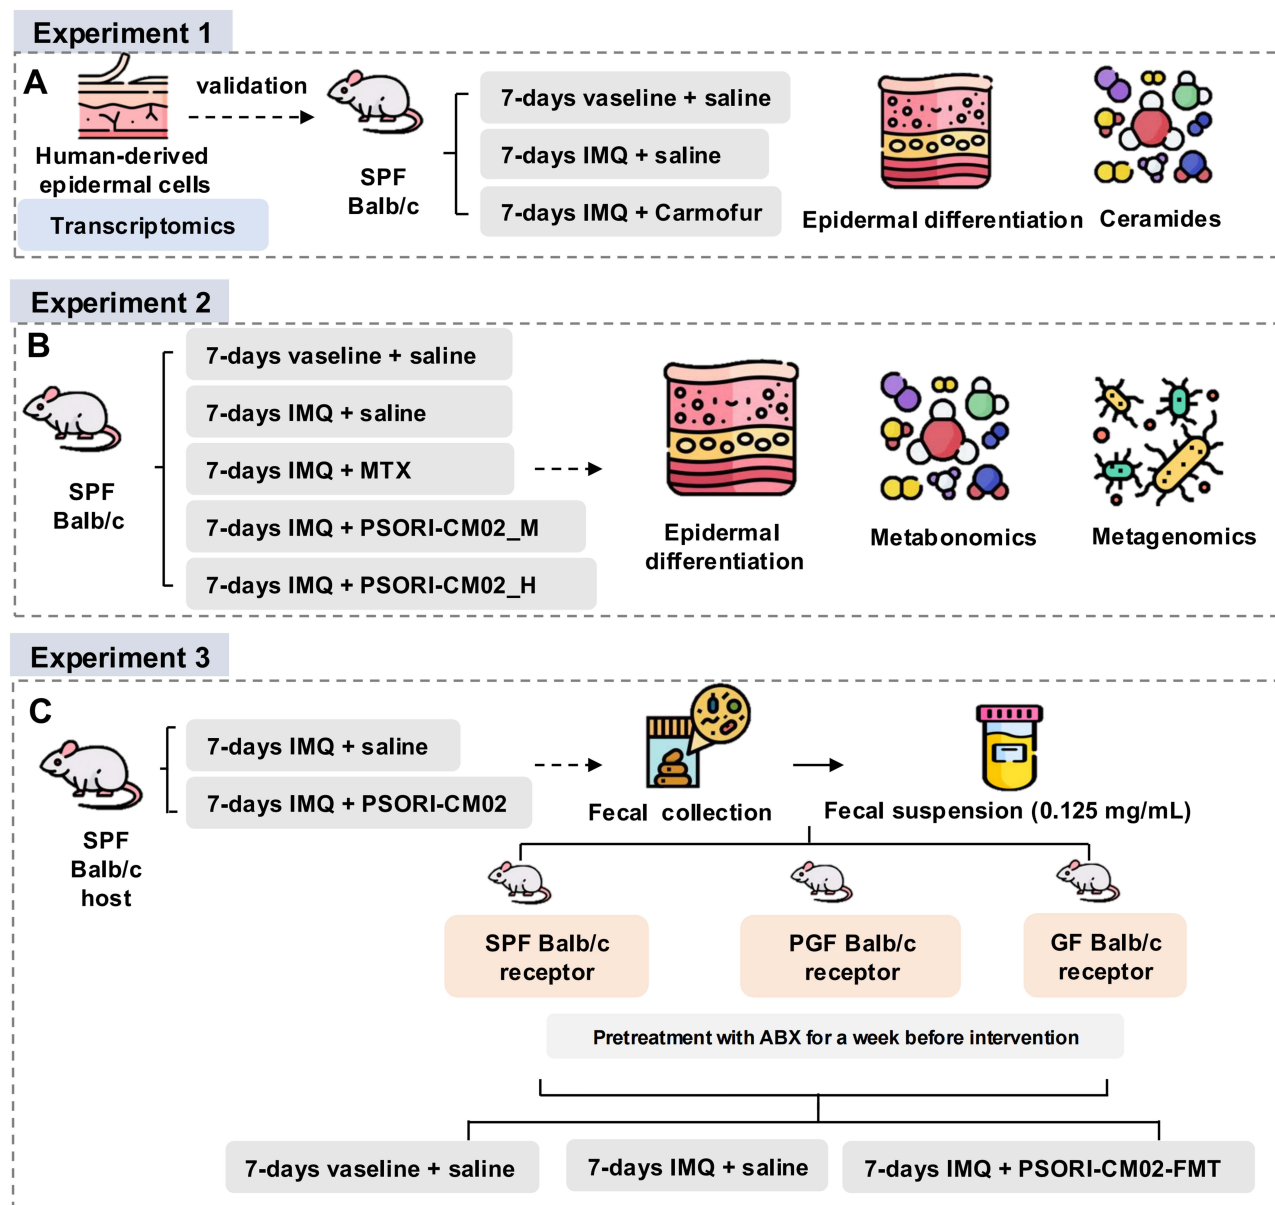 Experiment 1
A
validation
Human-derived
epidermal cells
Transcriptomics
SPF
Balb/c
7-days vaseline + saline
7-days IMQ + saline
7-days IMQ + Carmofur
Epidermal differentiation
Ceramides
Experiment 2
B
SPF
Balb/c
7-days vaseline + saline
7-days IMQ + saline
7-days IMQ + MTX
7-days IMQ + PSORI-CM02_M
7-days IMQ + PSORI-CM02_H
Epidermal
differentiation
Metabonomics
Metagenomics
Experiment 3
C
SPF
Balb/c
host
7-days IMQ + saline
7-days IMQ + PSORI-CM02
Fecal collection
Fecal suspension (0.125 mg/mL)
SPF Balb/c
receptor
PGF Balb/c
receptor
GF Balb/c
receptor
Pretreatment with ABX for a week before intervention
7-days vaseline + saline
7-days IMQ + saline
7-days IMQ + PSORI-CM02-FMT